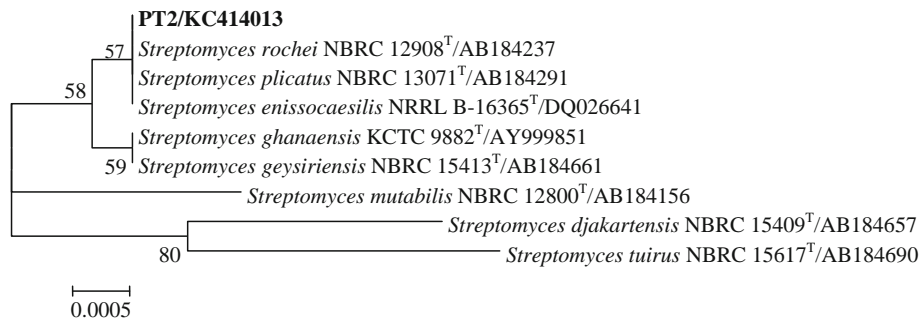 PT2/KC414013
57 Streptomyces rochei NBRC 12908ᵀ/AB184237
Streptomyces plicatus NBRC 13071ᵀ/AB184291
58
Streptomyces enissocaesilis NRRL B-16365ᵀ/DQ026641
Streptomyces ghanaensis KCTC 9882ᵀ/AY999851
59 Streptomyces geysiriensis NBRC 15413ᵀ/AB184661
Streptomyces mutabilis NBRC 12800ᵀ/AB184156
Streptomyces djakartensis NBRC 15409ᵀ/AB184657
80 Streptomyces tuirus NBRC 15617ᵀ/AB184690
0.0005